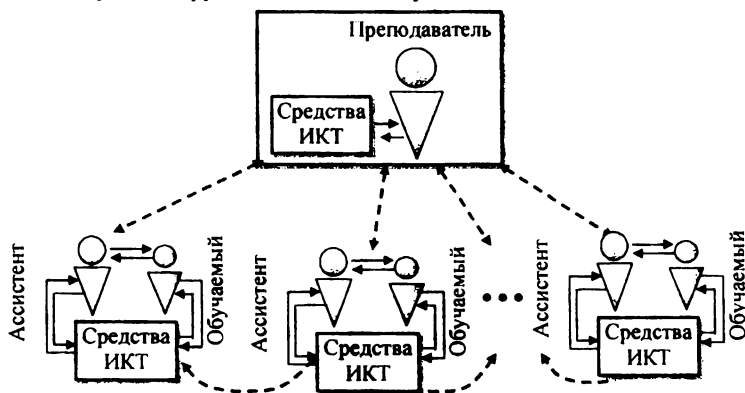 Преподаватель
Средства
ИКТ
Ассистент
Обучаемый
Средства
ИКТ
Ассистент
Обучаемый
Средства
ИКТ
Ассистент
Обучаемый
Средства
ИКТ